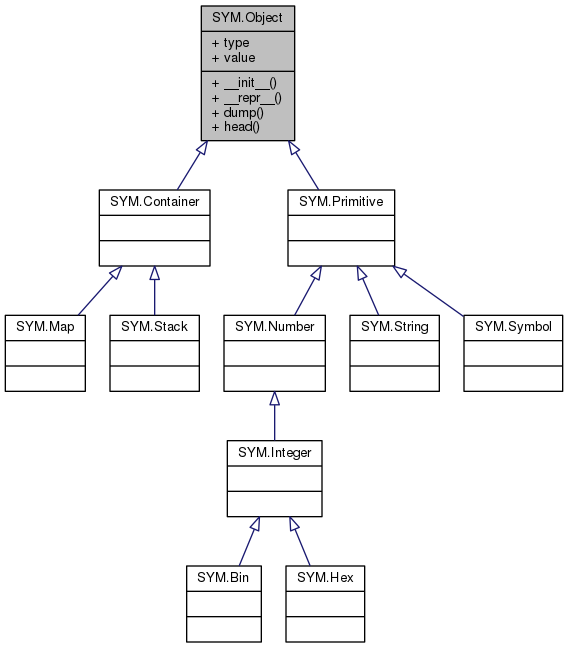 SYM.Object
+ type
+ value
+ __init__()
+ __repr__()
+ dump()
+ head()
SYM.Container
SYM.Primitive
SYM.Map
SYM.Stack
SYM.Number
SYM.String
SYM.Symbol
SYM.Integer
SYM.Bin
SYM.Hex